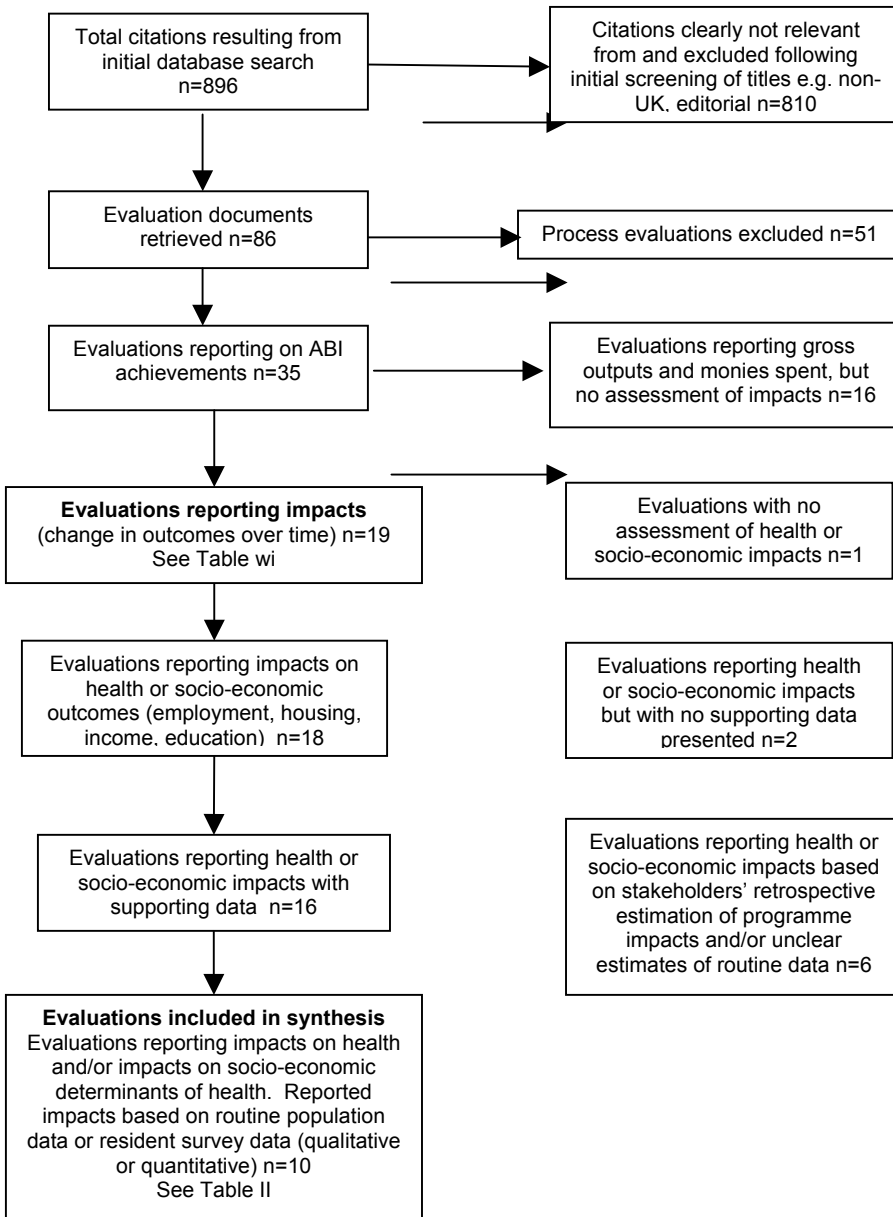 Total citations resulting from
initial database search
n=896
Citations clearly not relevant
from and excluded following
initial screening of titles e.g. non-
UK, editorial n=810
Evaluation documents
retrieved n=86
Process evaluations excluded n=51
Evaluations reporting on ABI
achievements n=35
Evaluations reporting gross
outputs and monies spent, but
no assessment of impacts n=16
Evaluations reporting impacts
(change in outcomes over time) n=19
See Table wi
Evaluations with no
assessment of health or
socio-economic impacts n=1
Evaluations reporting impacts on
health or socio-economic
outcomes (employment, housing,
income, education) n=18
Evaluations reporting health
or socio-economic impacts
but with no supporting data
presented n=2
Evaluations reporting health or
socio-economic impacts with
supporting data n=16
Evaluations reporting health or
socio-economic impacts based
on stakeholders’ retrospective
estimation of programme
impacts and/or unclear
estimates of routine data n=6
Evaluations included in synthesis
Evaluations reporting impacts on health
and/or impacts on socio-economic
determinants of health. Reported
impacts based on routine population
data or resident survey data (qualitative
or quantitative) n=10
See Table II